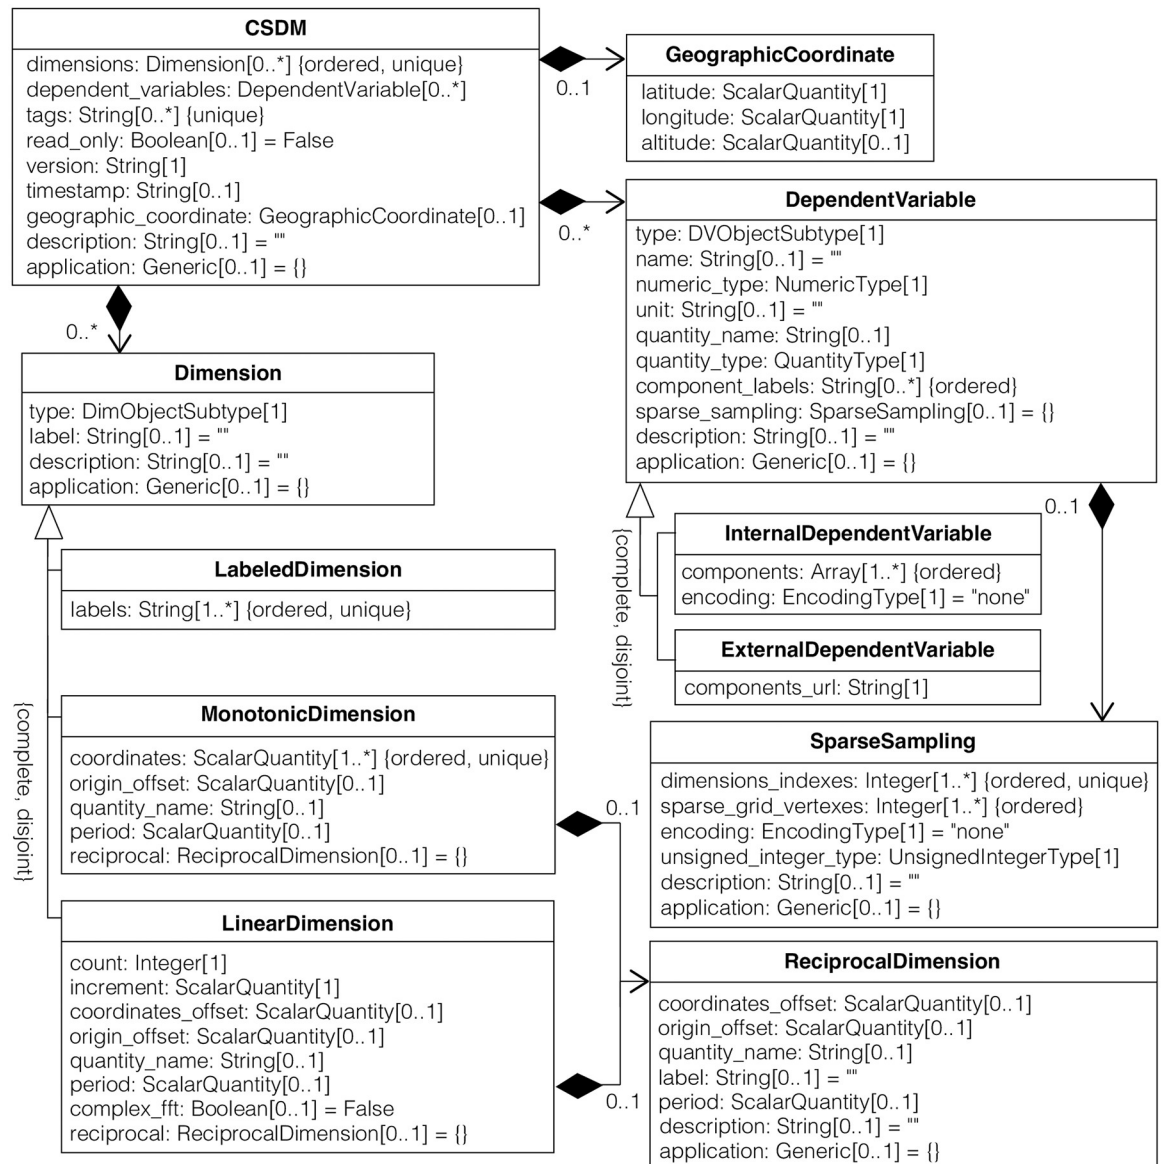 CSDM
dimensions: Dimension[0..*] {ordered, unique}
dependent_variables: DependentVariable[0..*]
tags: String[0..*] {unique}
read_only: Boolean[0..1] = False
version: String[1]
timestamp: String[0..1]
geographic_coordinate: GeographicCoordinate[0..1]
description: String[0..1] = ""
application: Generic[0..1] = {}
0..1
GeographicCoordinate
latitude: ScalarQuantity[1]
longitude: ScalarQuantity[1]
altitude: ScalarQuantity[0..1]
0..*
DependentVariable
type: DVObjectSubtype[1]
name: String[0..1] = ""
numeric_type: NumericType[1]
unit: String[0..1] = ""
quantity_name: String[0..1]
quantity_type: QuantityType[1]
component_labels: String[0..*] {ordered}
sparse_sampling: SparseSampling[0..1] = {}
description: String[0..1] = ""
application: Generic[0..1] = {}
0..*
Dimension
type: DimObjectSubtype[1]
label: String[0..1] = ""
description: String[0..1] = ""
application: Generic[0..1] = {}
0..1
{complete, disjoint}
InternalDependentVariable
components: Array[1..*] {ordered}
encoding: EncodingType[1] = "none"
ExternalDependentVariable
components_url: String[1]
LabeledDimension
labels: String[1..*] {ordered, unique}
{complete, disjoint}
MonotonicDimension
coordinates: ScalarQuantity[1..*] {ordered, unique}
origin_offset: ScalarQuantity[0..1]
quantity_name: String[0..1]
period: ScalarQuantity[0..1]
reciprocal: ReciprocalDimension[0..1] = {}
0..1
SparseSampling
dimensions_indexes: Integer[1..*] {ordered, unique}
sparse_grid_vertexes: Integer[1..*] {ordered}
encoding: EncodingType[1] = "none"
unsigned_integer_type: UnsignedIntegerType[1]
description: String[0..1] = ""
application: Generic[0..1] = {}
LinearDimension
count: Integer[1]
increment: ScalarQuantity[1]
coordinates_offset: ScalarQuantity[0..1]
origin_offset: ScalarQuantity[0..1]
quantity_name: String[0..1]
period: ScalarQuantity[0..1]
complex_fft: Boolean[0..1] = False
reciprocal: ReciprocalDimension[0..1] = {}
0..1
ReciprocalDimension
coordinates_offset: ScalarQuantity[0..1]
origin_offset: ScalarQuantity[0..1]
quantity_name: String[0..1]
label: String[0..1] = ""
period: ScalarQuantity[0..1]
description: String[0..1] = ""
application: Generic[0..1] = {}